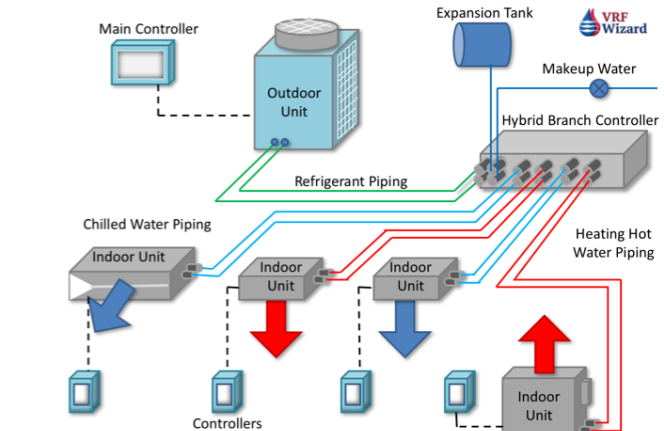 Main Controller
Expansion Tank
VRF
Wizard
Makeup Water
Outdoor
Unit
Hybrid Branch Controller
Refrigerant Piping
Chilled Water Piping
Heating Hot
Water Piping
Indoor Unit
Indoor
Unit
Indoor
Unit
Indoor
Unit
Controllers